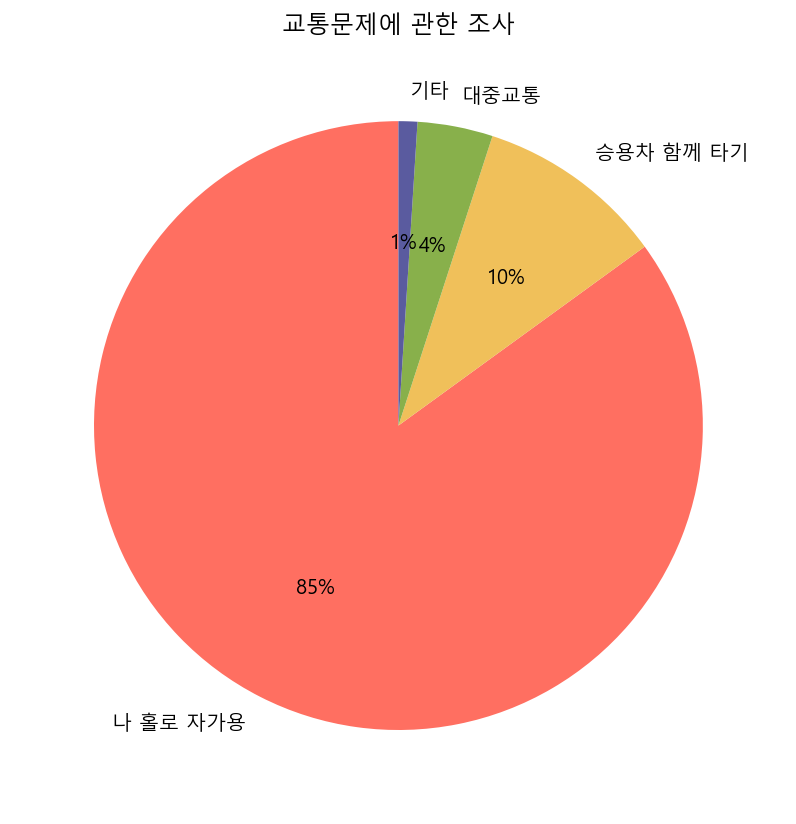 교통문제에 관한 조사
기타
대중교통
승용차 함께 타기
1%
4%
10%
85%
나 홀로 자가용